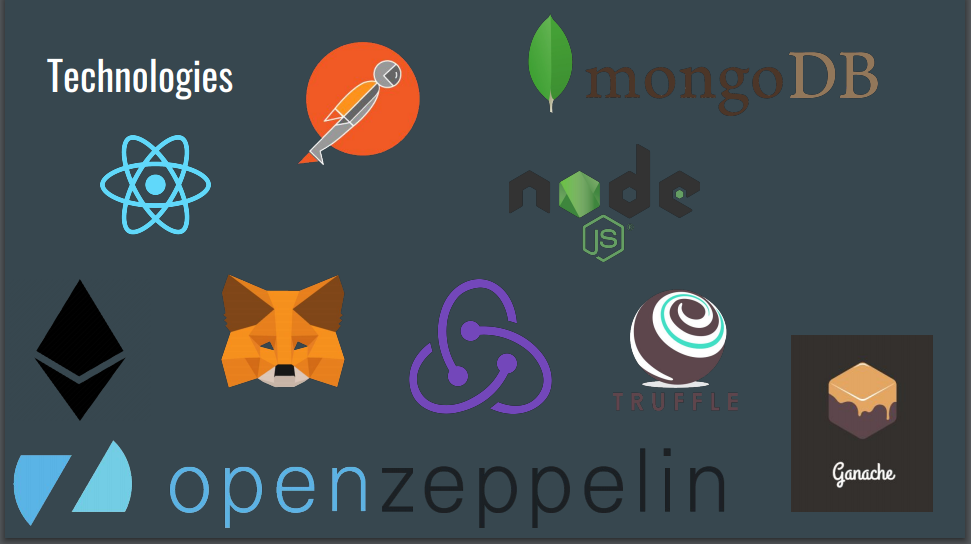 Technologies
mongoDB
node
JS
TRUFFLE
Ganache
openzeppelin